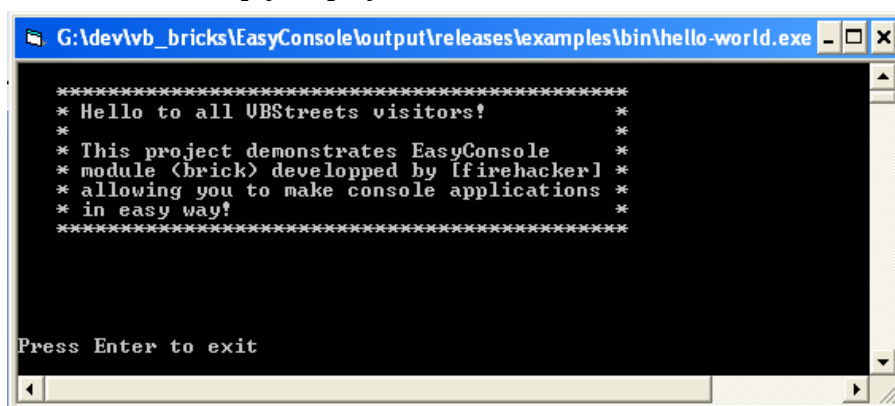 G:\dev\vb_bricks\EasyConsole\output\releases\examples\bin\hello-world.exe
***********************************************
* Hello to all VBStreets visitors! *
* *
* This project demonstrates EasyConsole *
* module (brick) developped by [firehacker] *
* allowing you to make console applications *
* in easy way! *
***********************************************
Press Enter to exit